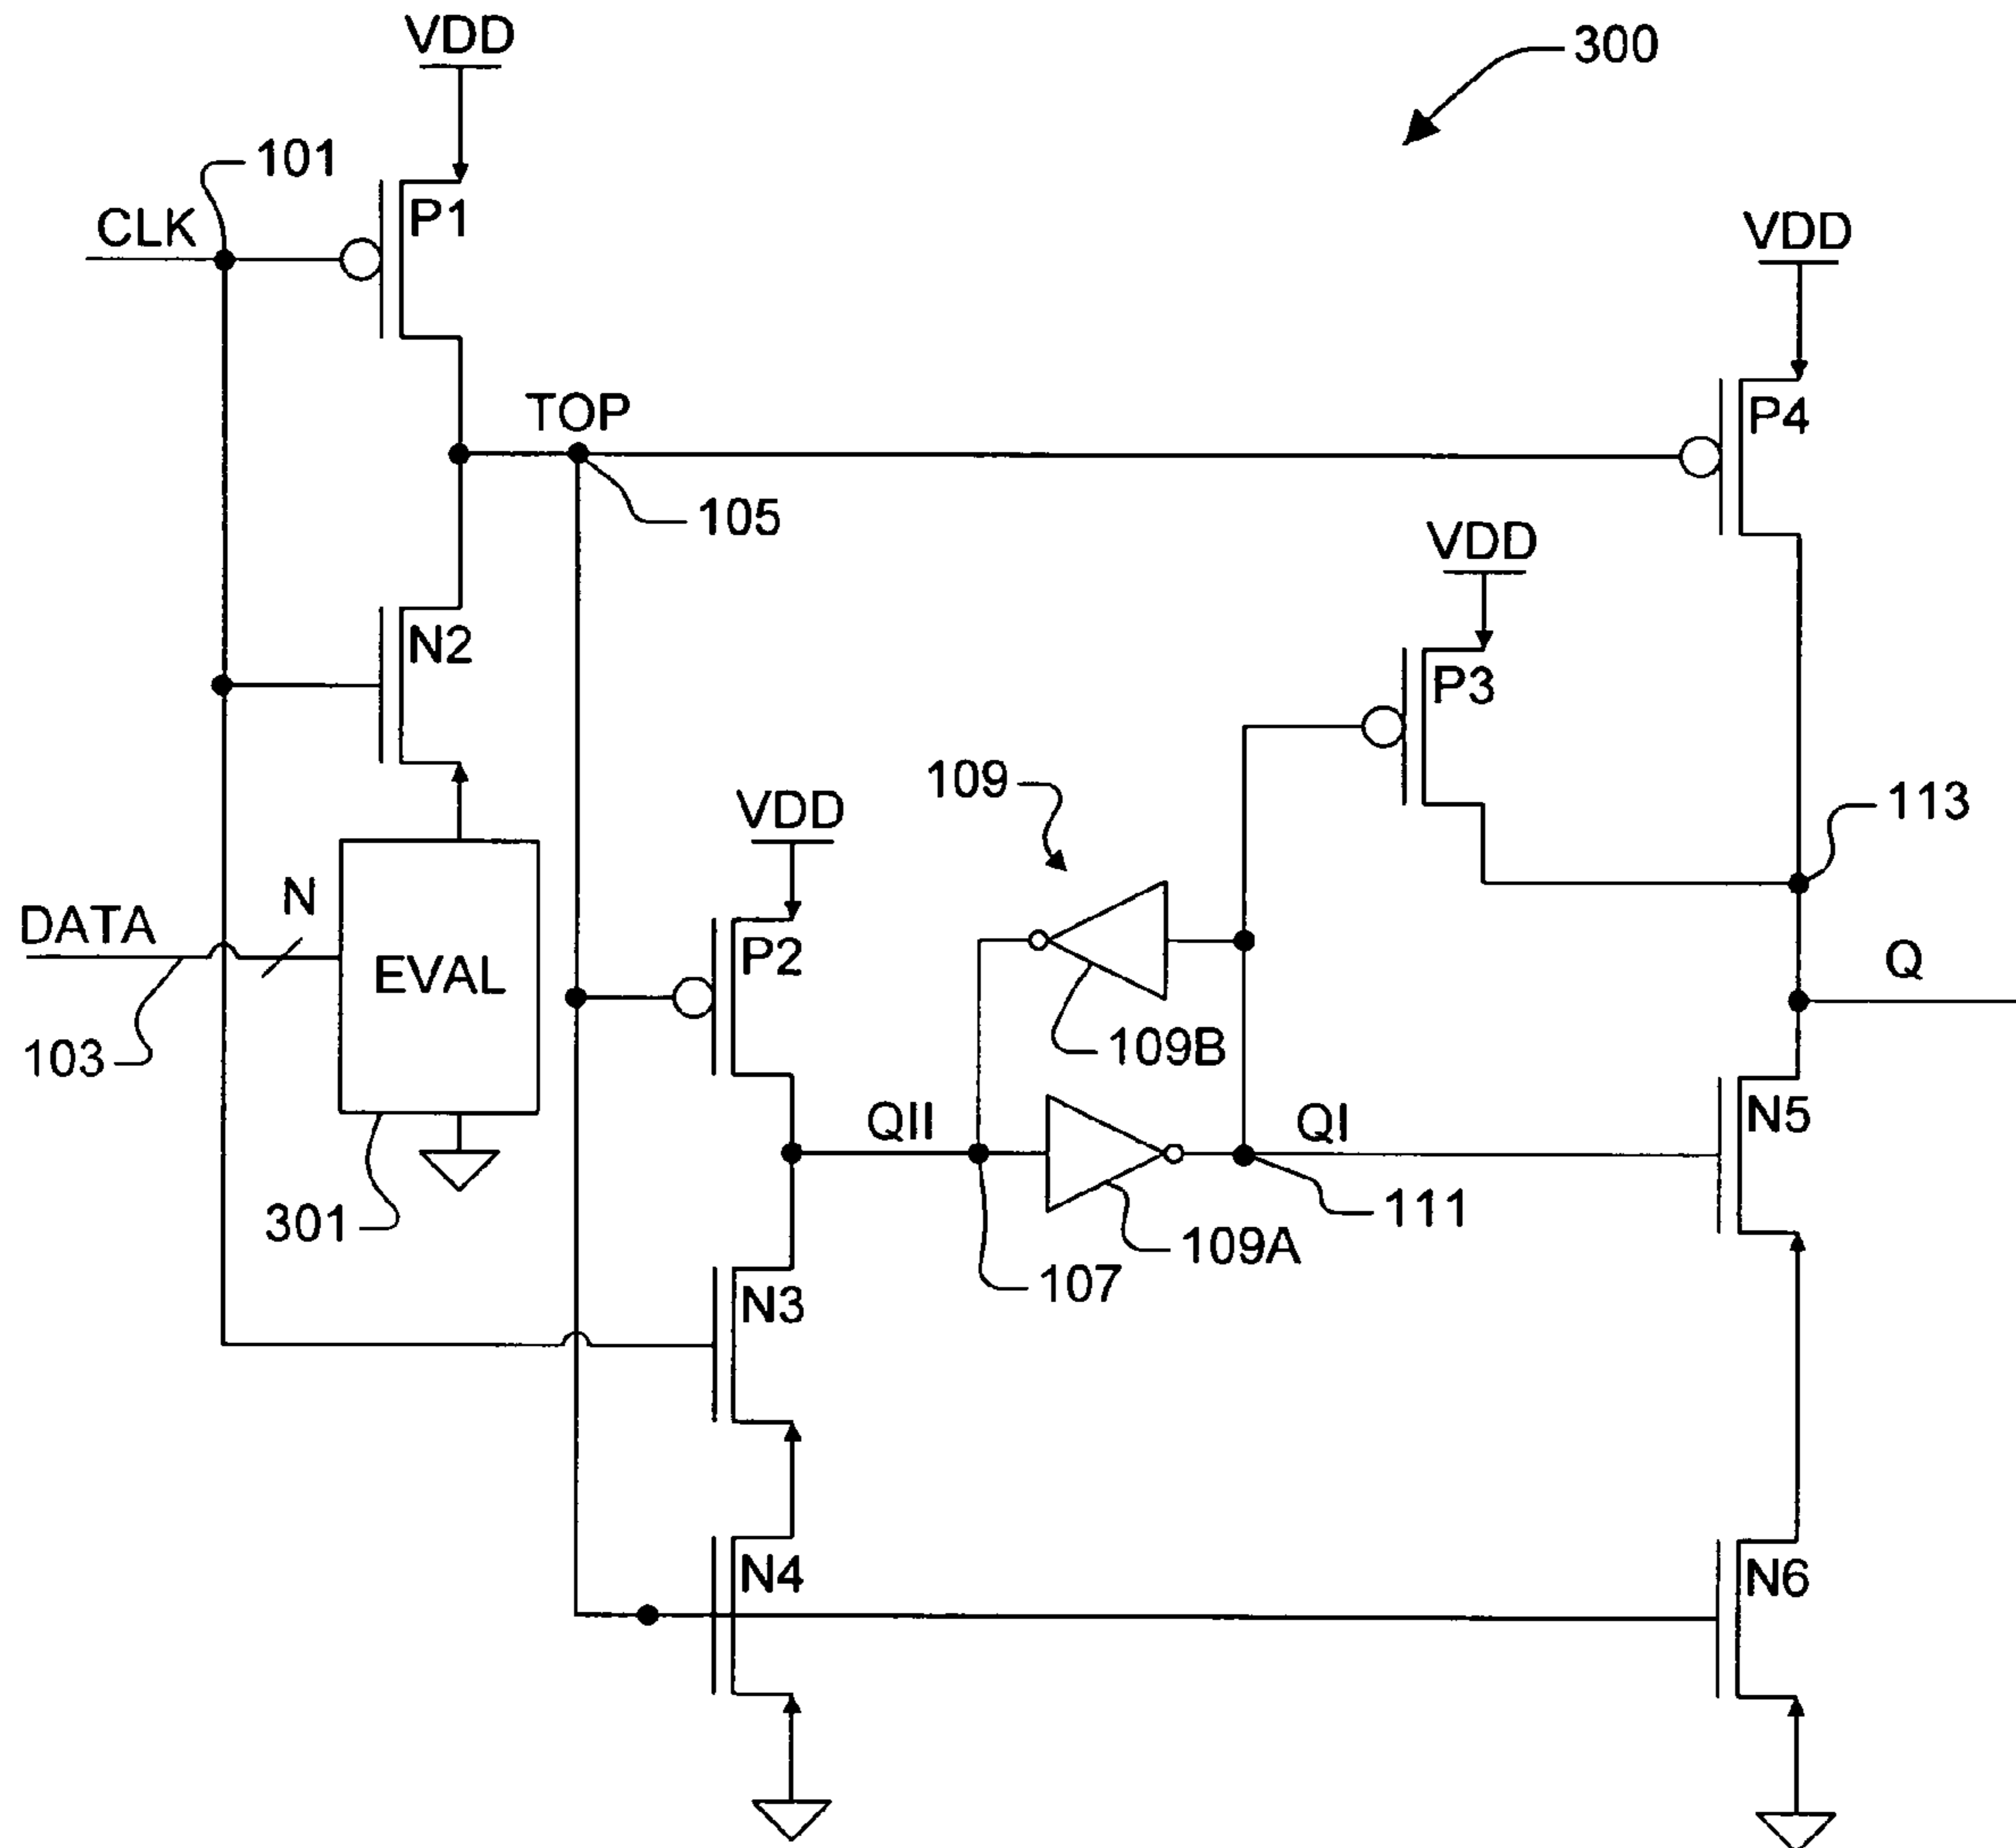 VDD
300
101
CLK
P1
VDD
TOP
P4
105
VDD
N2
P3
109
VDD
113
N
DATA
P2
Q
EVAL
103
109B
QII
QI
N5
301
111
109A
107
N3
N4
N6